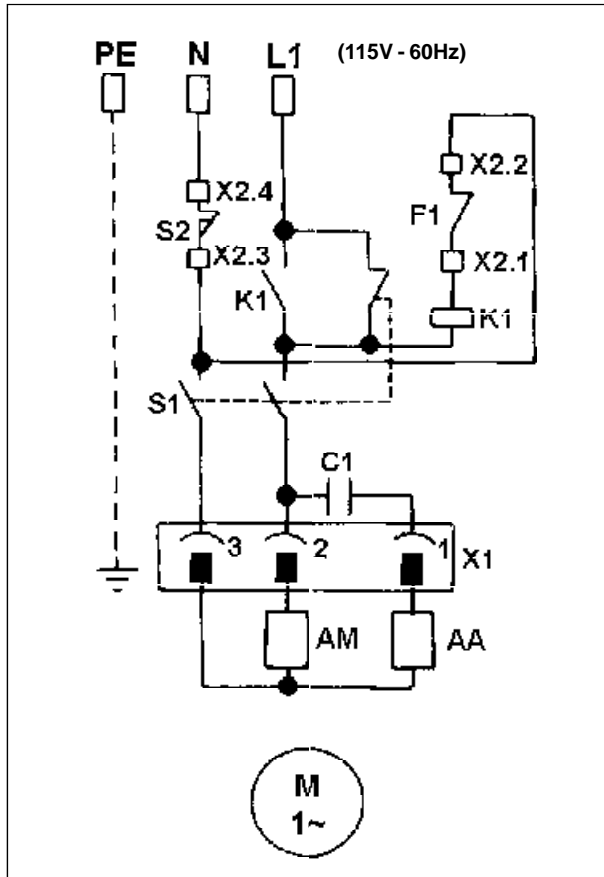 PE N L1 (115V - 60Hz)
X2.4
X2.2
S2
F1
X2.3
X2.1
K1
K1
S1
C1
3 2 1 X1
AM AA
M
1~